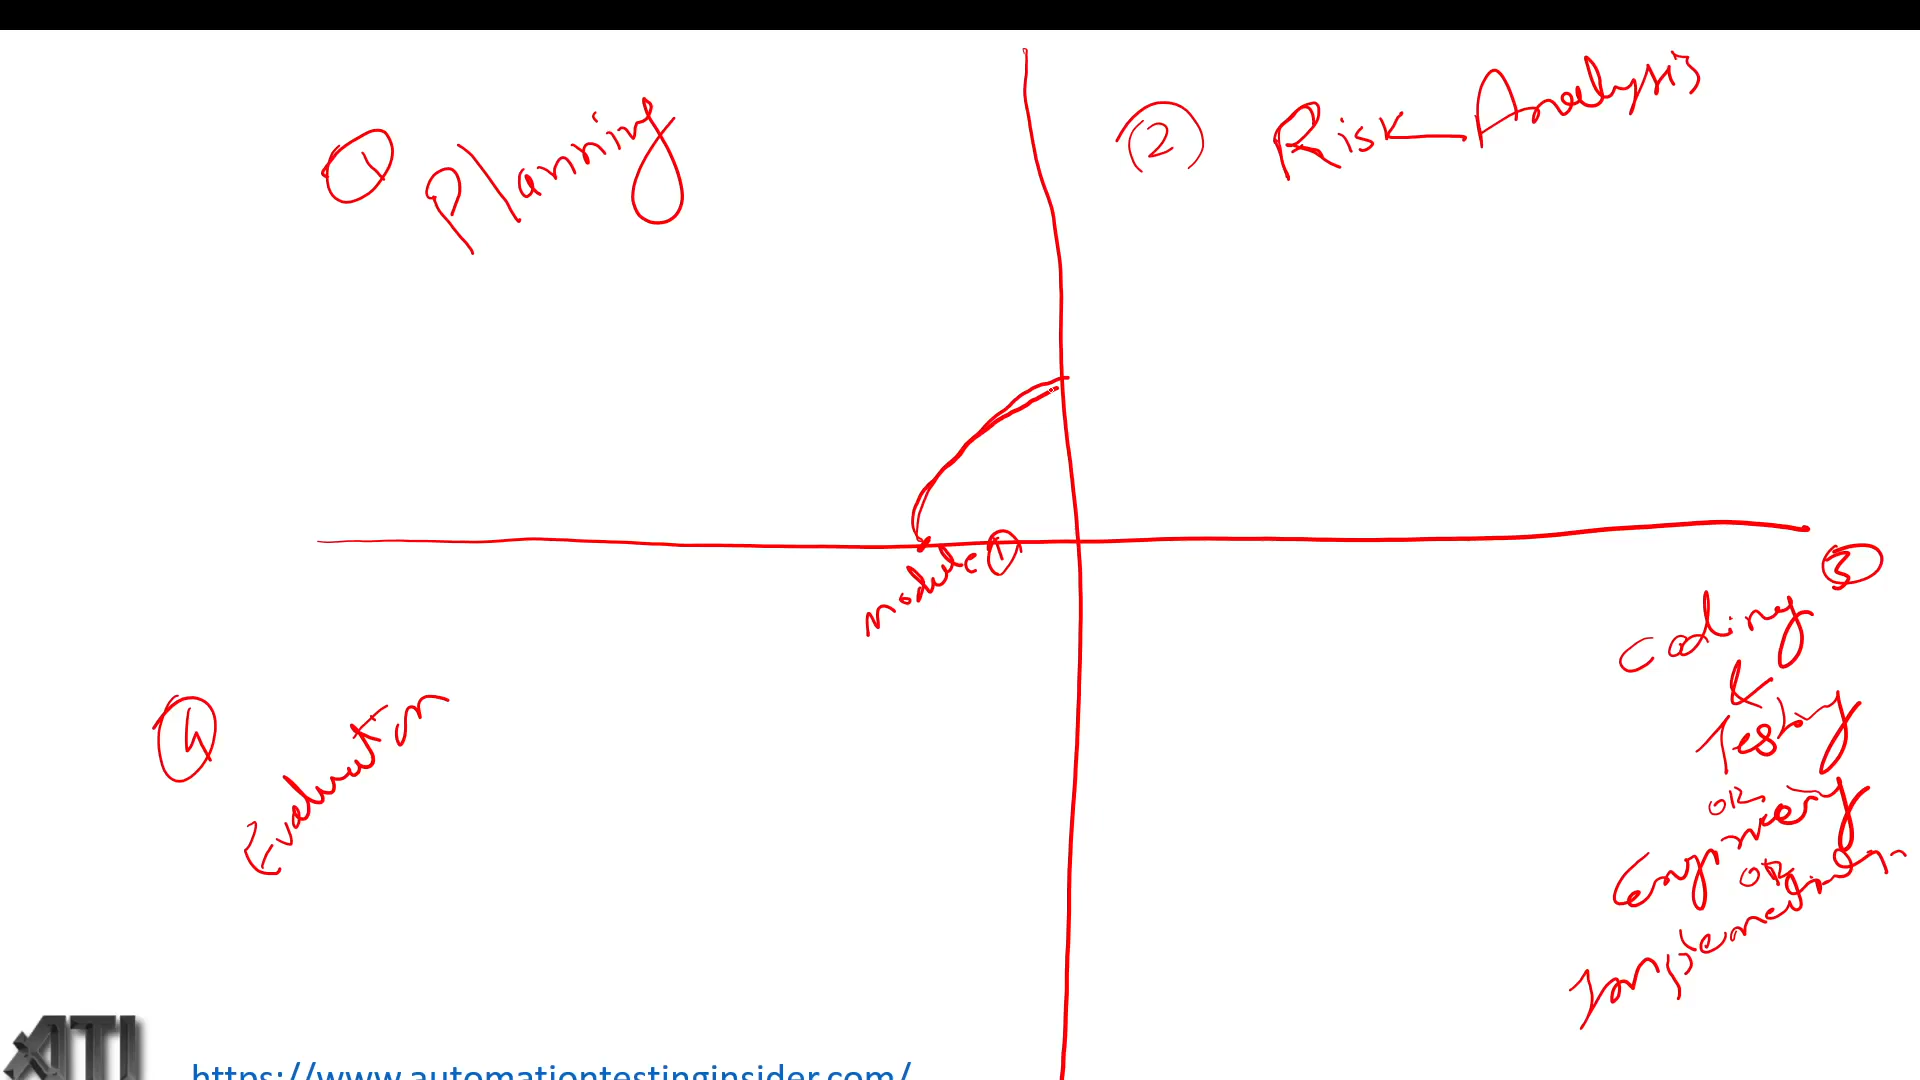 ① Planning
② Risk Analysis
Module ①
③
Coding
&
Testing
OR
Engineering
OR
Implementation
④
Evaluation
ATI
https://www.automationtestinginsider.com/